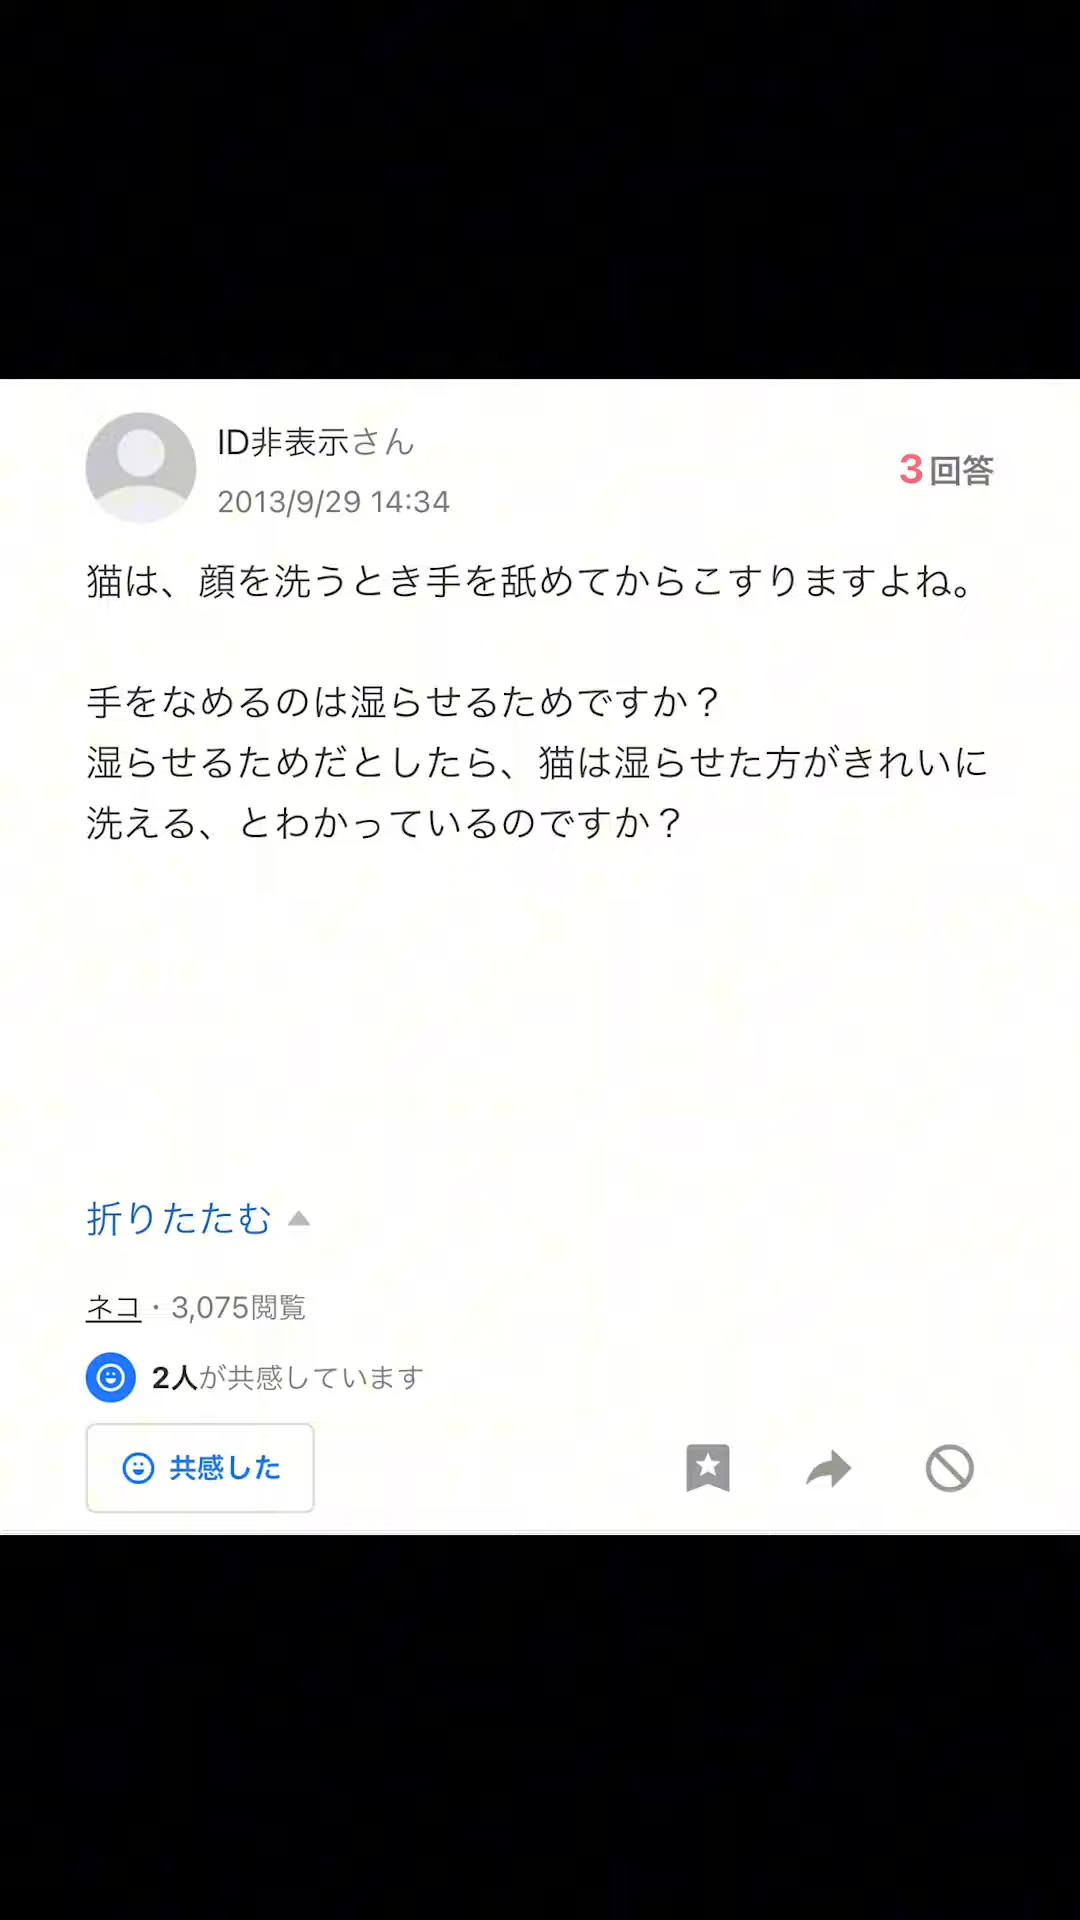 ID非表示さん
2013/9/29 14:34
3回答
猫は、顔を洗うとき手を舐めてからこすりますよね。
手をなめるのは湿らせるためですか？
湿らせるためだとしたら、猫は湿らせた方がきれいに
洗える、とわかっているのですか？
折りたたむ
ネコ・3,075閲覧
2人が共感しています
共感した